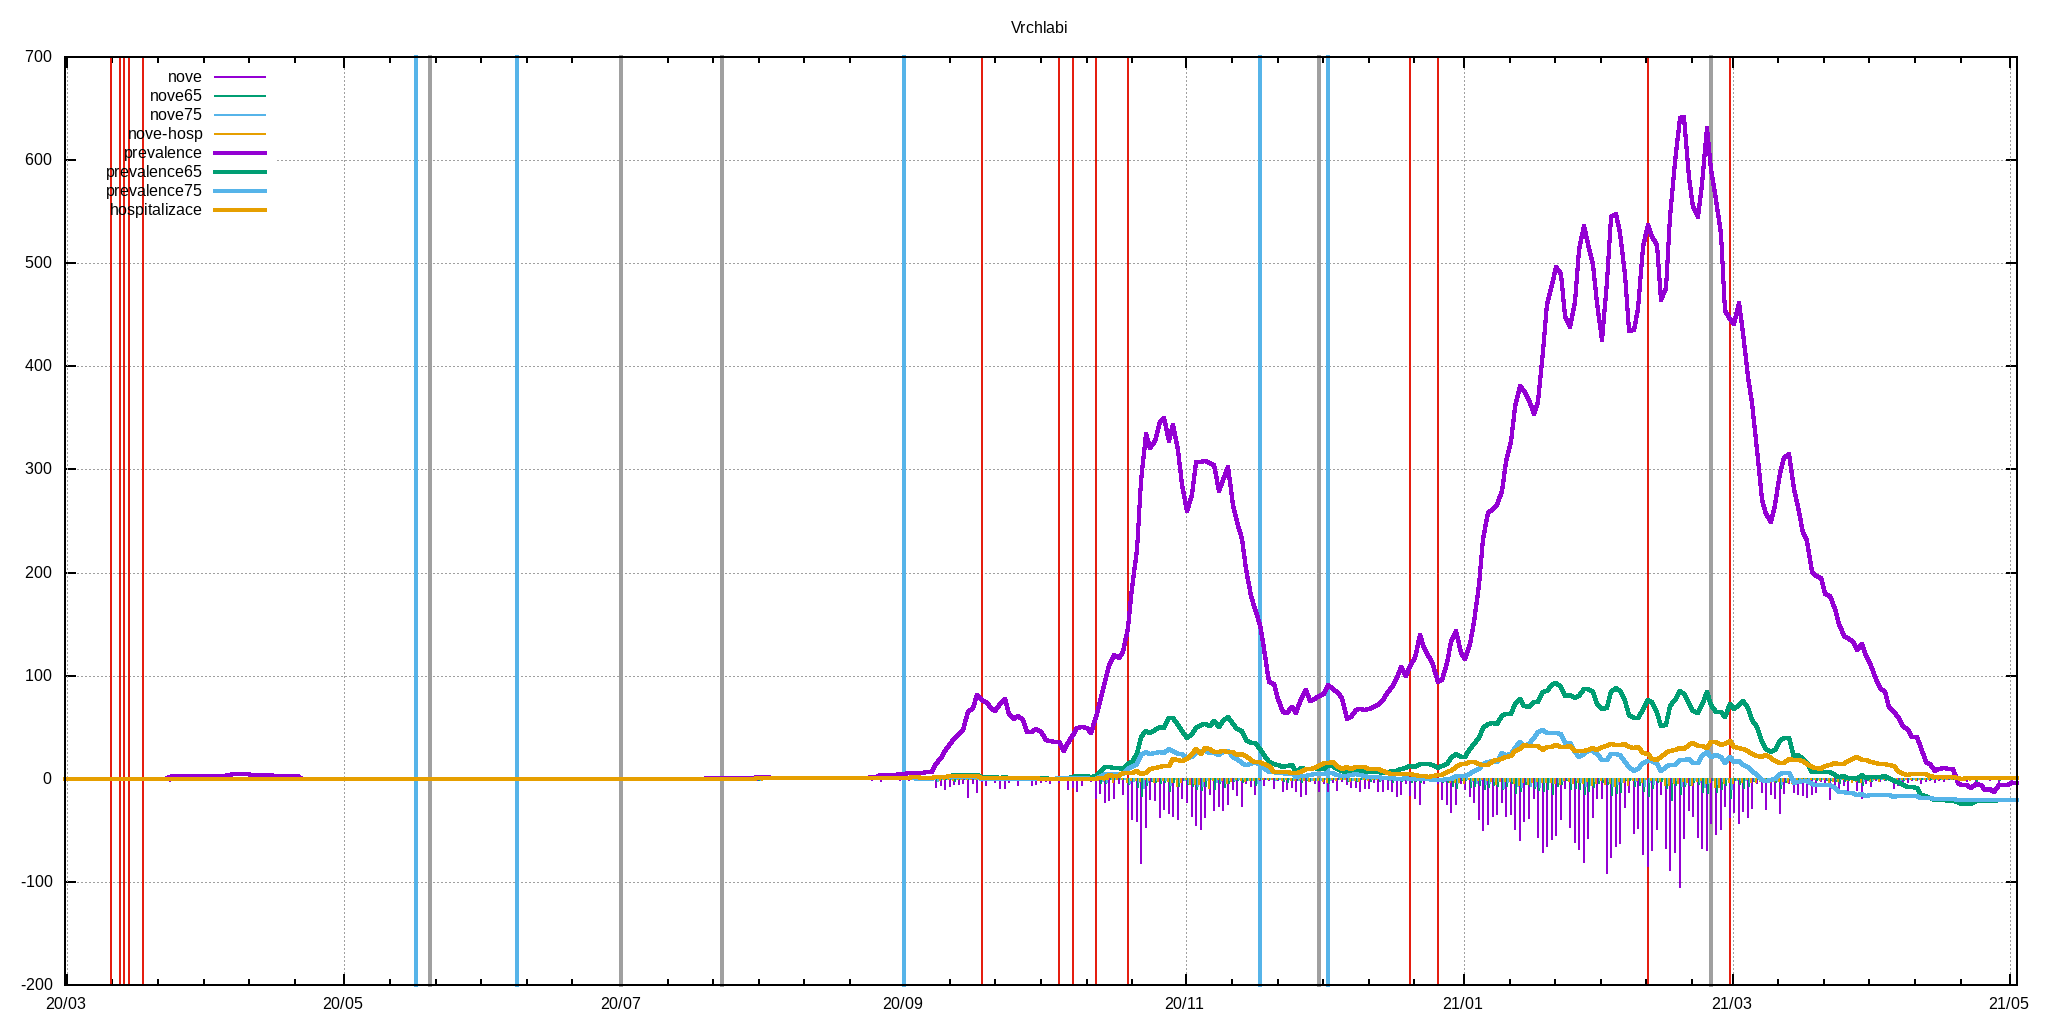 Vrchlabi
700
600
500
400
300
200
100
0
-100
-200
nove
nove65
nove75
nove-hosp
prevalence
prevalence65
prevalence75
hospitalizace
20/03 20/05 20/07 20/09 20/11 21/01 21/03 21/05